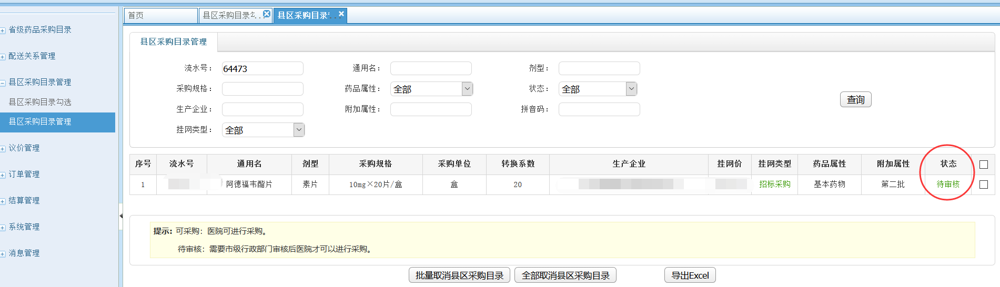 首页
县区采购目录勾...
县区采购目录...
省级药品采购目录
配送关系管理
县区采购目录管理
县区采购目录勾选
县区采购目录管理
议价管理
订单管理
结算管理
系统管理
消息管理
县区采购目录管理
流水号： 64473 通用名： 剂型：
采购规格： 药品属性： 全部 状态： 全部
查询
生产企业： 附加属性： 拼音码：
挂网类型： 全部
序号 流水号 通用名 剂型 采购规格 采购单位 转换系数 生产企业 挂网价 挂网类型 药品属性 附加属性 状态
1 阿德福韦酯片 素片 10mg×20片/盒 盒 20 招标采购 基本药物 第二批 待审核
提示: 可采购：医院可进行采购。
待审核：需要市级行政部门审核后医院才可以进行采购。
批量取消县区采购目录 全部取消县区采购目录 导出Excel